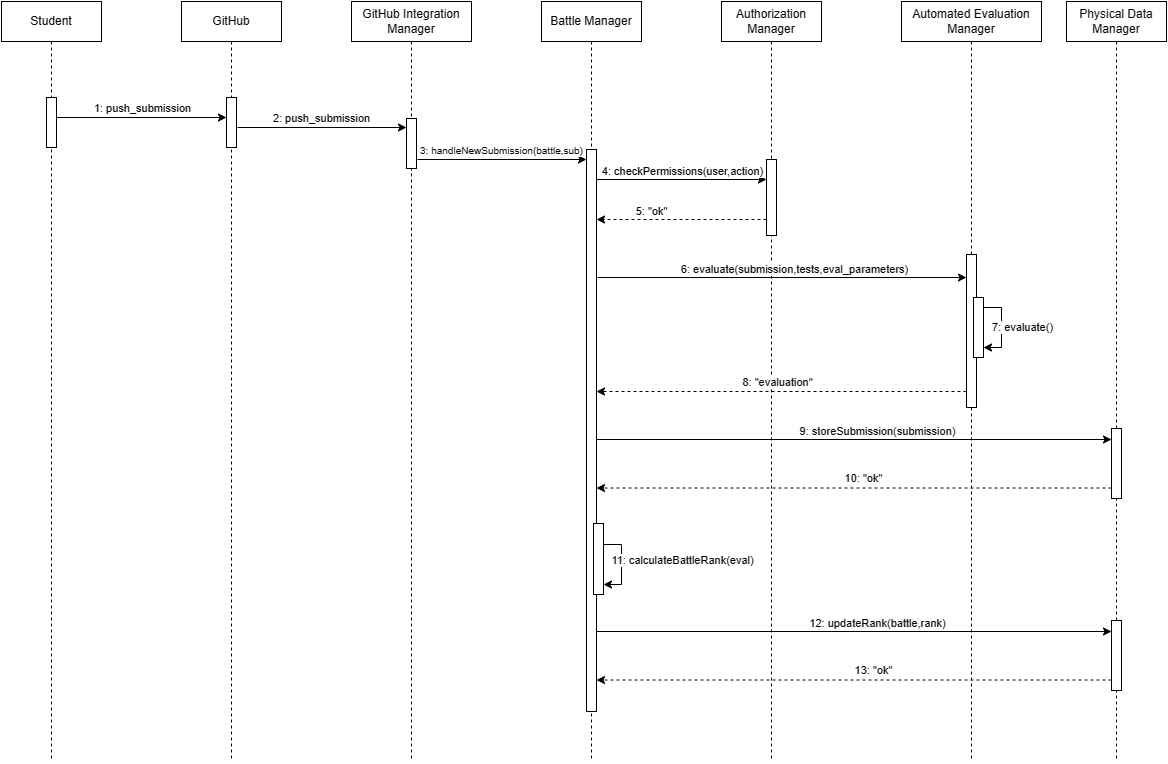 Student
GitHub
GitHub Integration
Manager
Battle Manager
Authorization
Manager
Automated Evaluation
Manager
Physical Data
Manager
1: push_submission
2: push_submission
3: handleNewSubmission(battle,sub)
4: checkPermissions(user,action)
5: "ok"
6: evaluate(submission,tests,eval_parameters)
7: evaluate()
8: "evaluation"
9: storeSubmission(submission)
10: "ok"
11: calculateBattleRank(eval)
12: updateRank(battle,rank)
13: "ok"